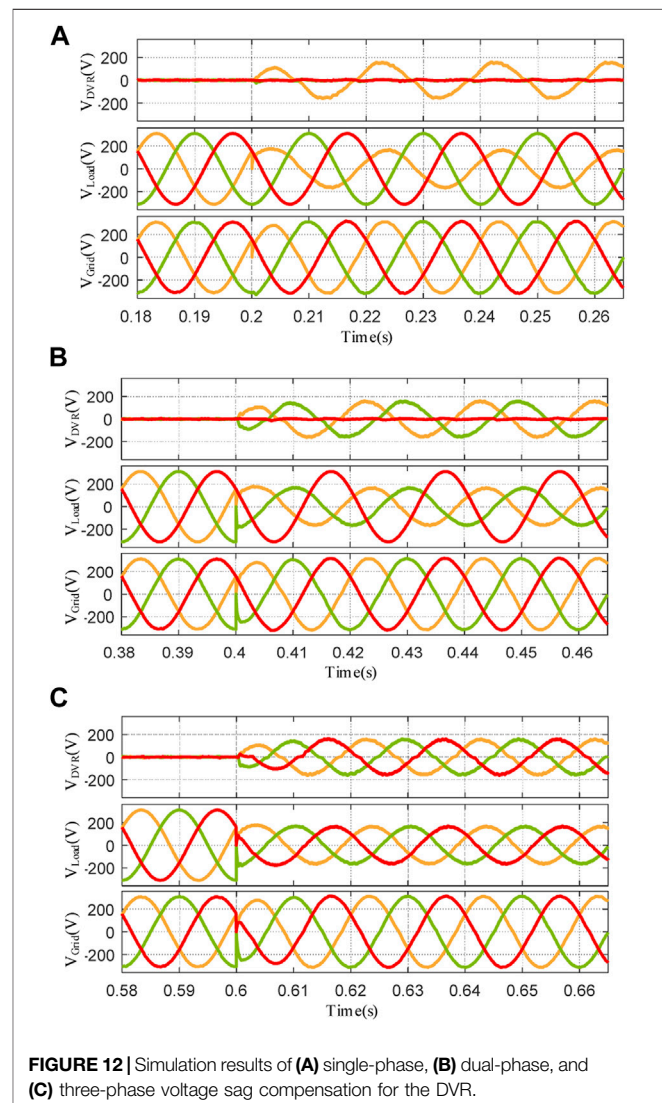 A
V_DVR(V)
200
0
-200
V_Load(V)
200
0
-200
V_Grid(V)
200
0
-200
0.18 0.19 0.2 0.21 0.22 0.23 0.24 0.25 0.26
Time(s)
B
V_DVR(V)
200
0
-200
V_Load(V)
200
0
-200
V_Grid(V)
200
0
-200
0.38 0.39 0.4 0.41 0.42 0.43 0.44 0.45 0.46
Time(s)
C
V_DVR(V)
200
0
-200
V_Load(V)
200
0
-200
V_Grid(V)
200
0
-200
0.58 0.59 0.6 0.61 0.62 0.63 0.64 0.65 0.66
Time(s)
FIGURE 12 | Simulation results of (A) single-phase, (B) dual-phase, and
(C) three-phase voltage sag compensation for the DVR.